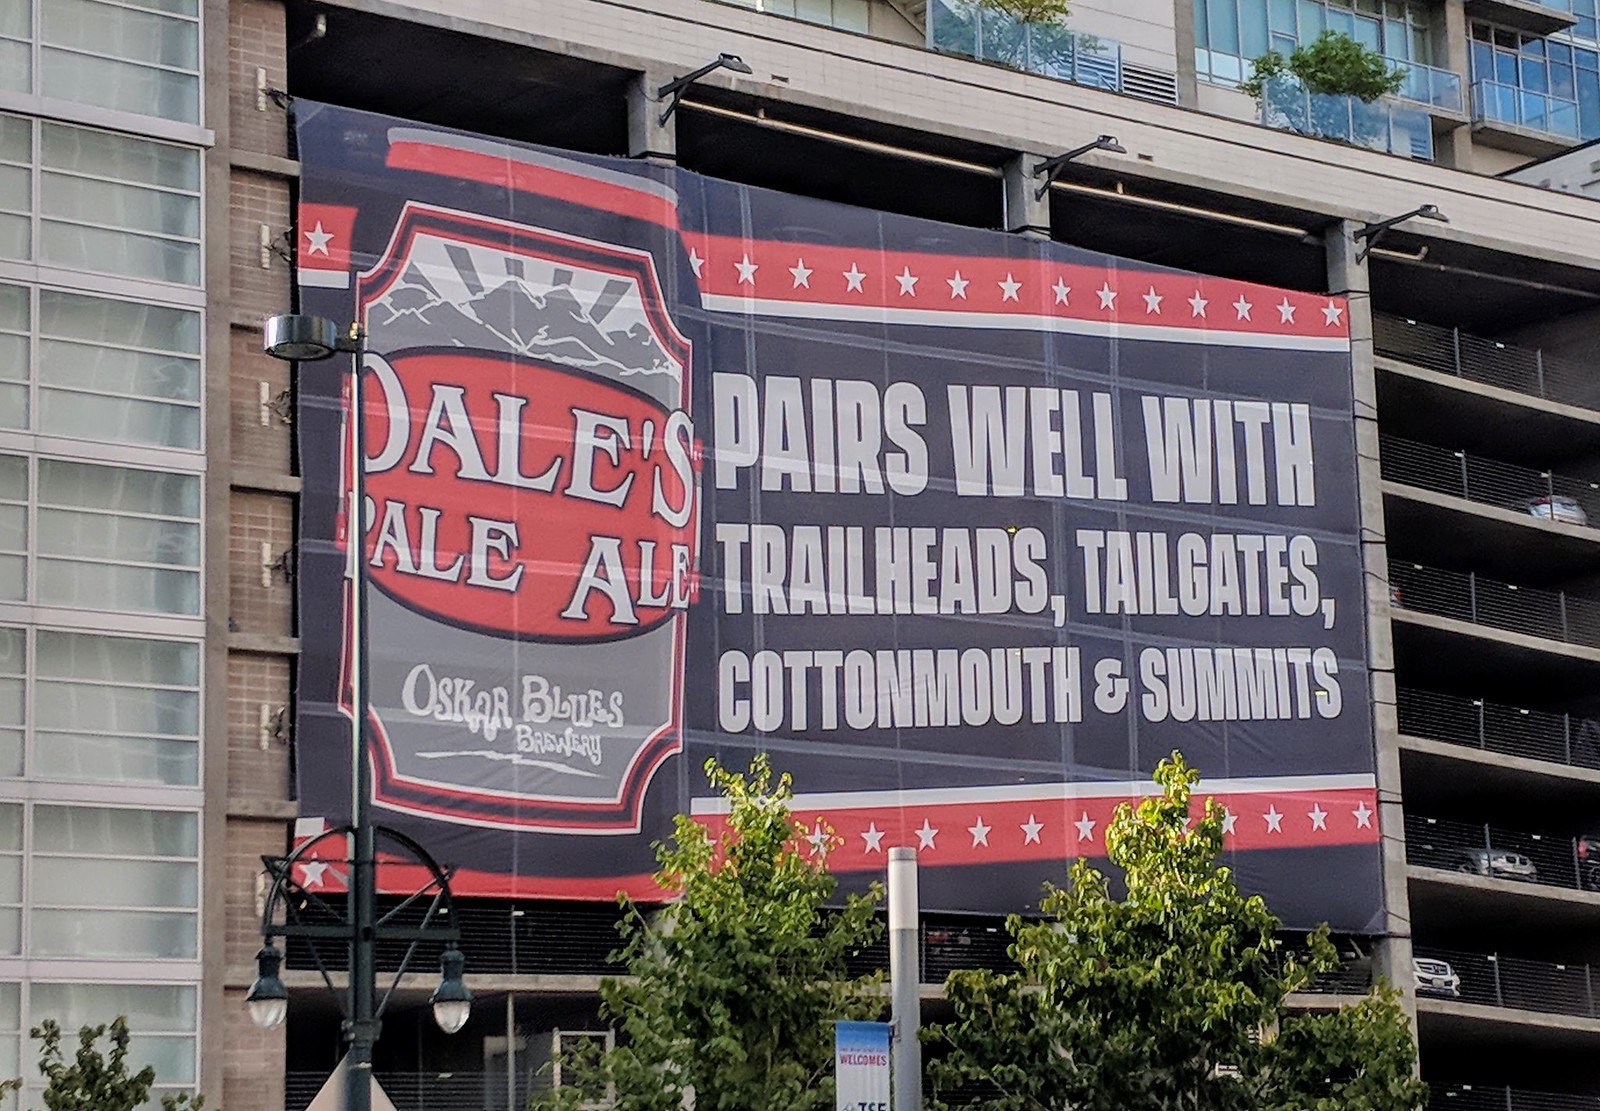 DALE'S
PALE ALE
OSKAR BLUES
BREWERY
PAIRS WELL WITH
TRAILHEADS, TAILGATES,
COTTONMOUTH & SUMMITS
WELCOMES